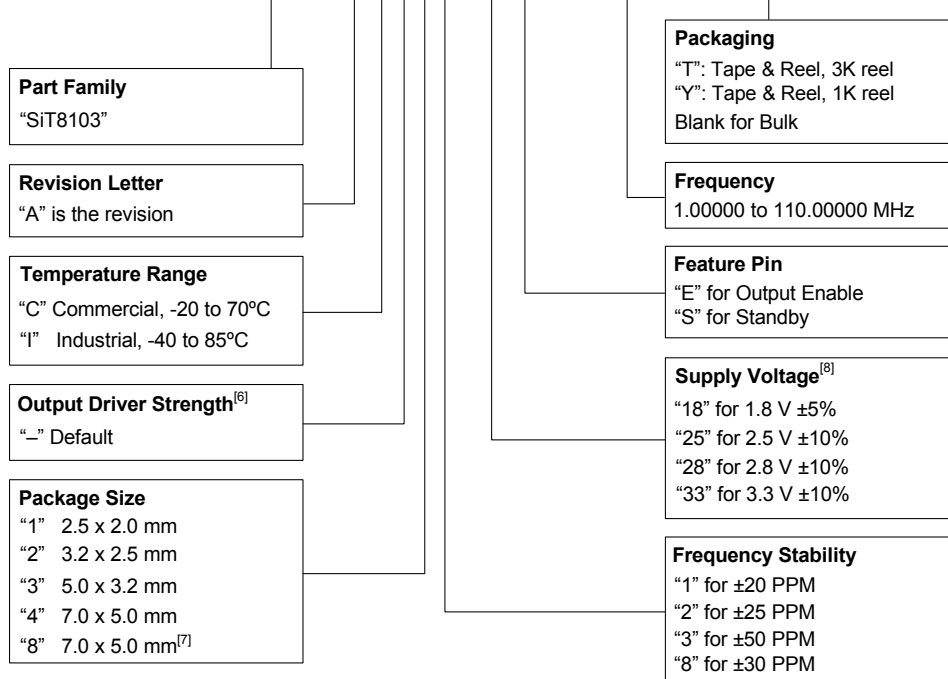 Part Family
“SiT8103”
Revision Letter
“A” is the revision
Temperature Range
“C” Commercial, -20 to 70ºC
“I” Industrial, -40 to 85ºC
Output Driver Strength[6]
“–” Default
Package Size
“1” 2.5 x 2.0 mm
“2” 3.2 x 2.5 mm
“3” 5.0 x 3.2 mm
“4” 7.0 x 5.0 mm
“8” 7.0 x 5.0 mm[7]
Packaging
“T”: Tape & Reel, 3K reel
“Y”: Tape & Reel, 1K reel
Blank for Bulk
Frequency
1.00000 to 110.00000 MHz
Feature Pin
“E” for Output Enable
“S” for Standby
Supply Voltage[8]
“18” for 1.8 V ±5%
“25” for 2.5 V ±10%
“28” for 2.8 V ±10%
“33” for 3.3 V ±10%
Frequency Stability
“1” for ±20 PPM
“2” for ±25 PPM
“3” for ±50 PPM
“8” for ±30 PPM